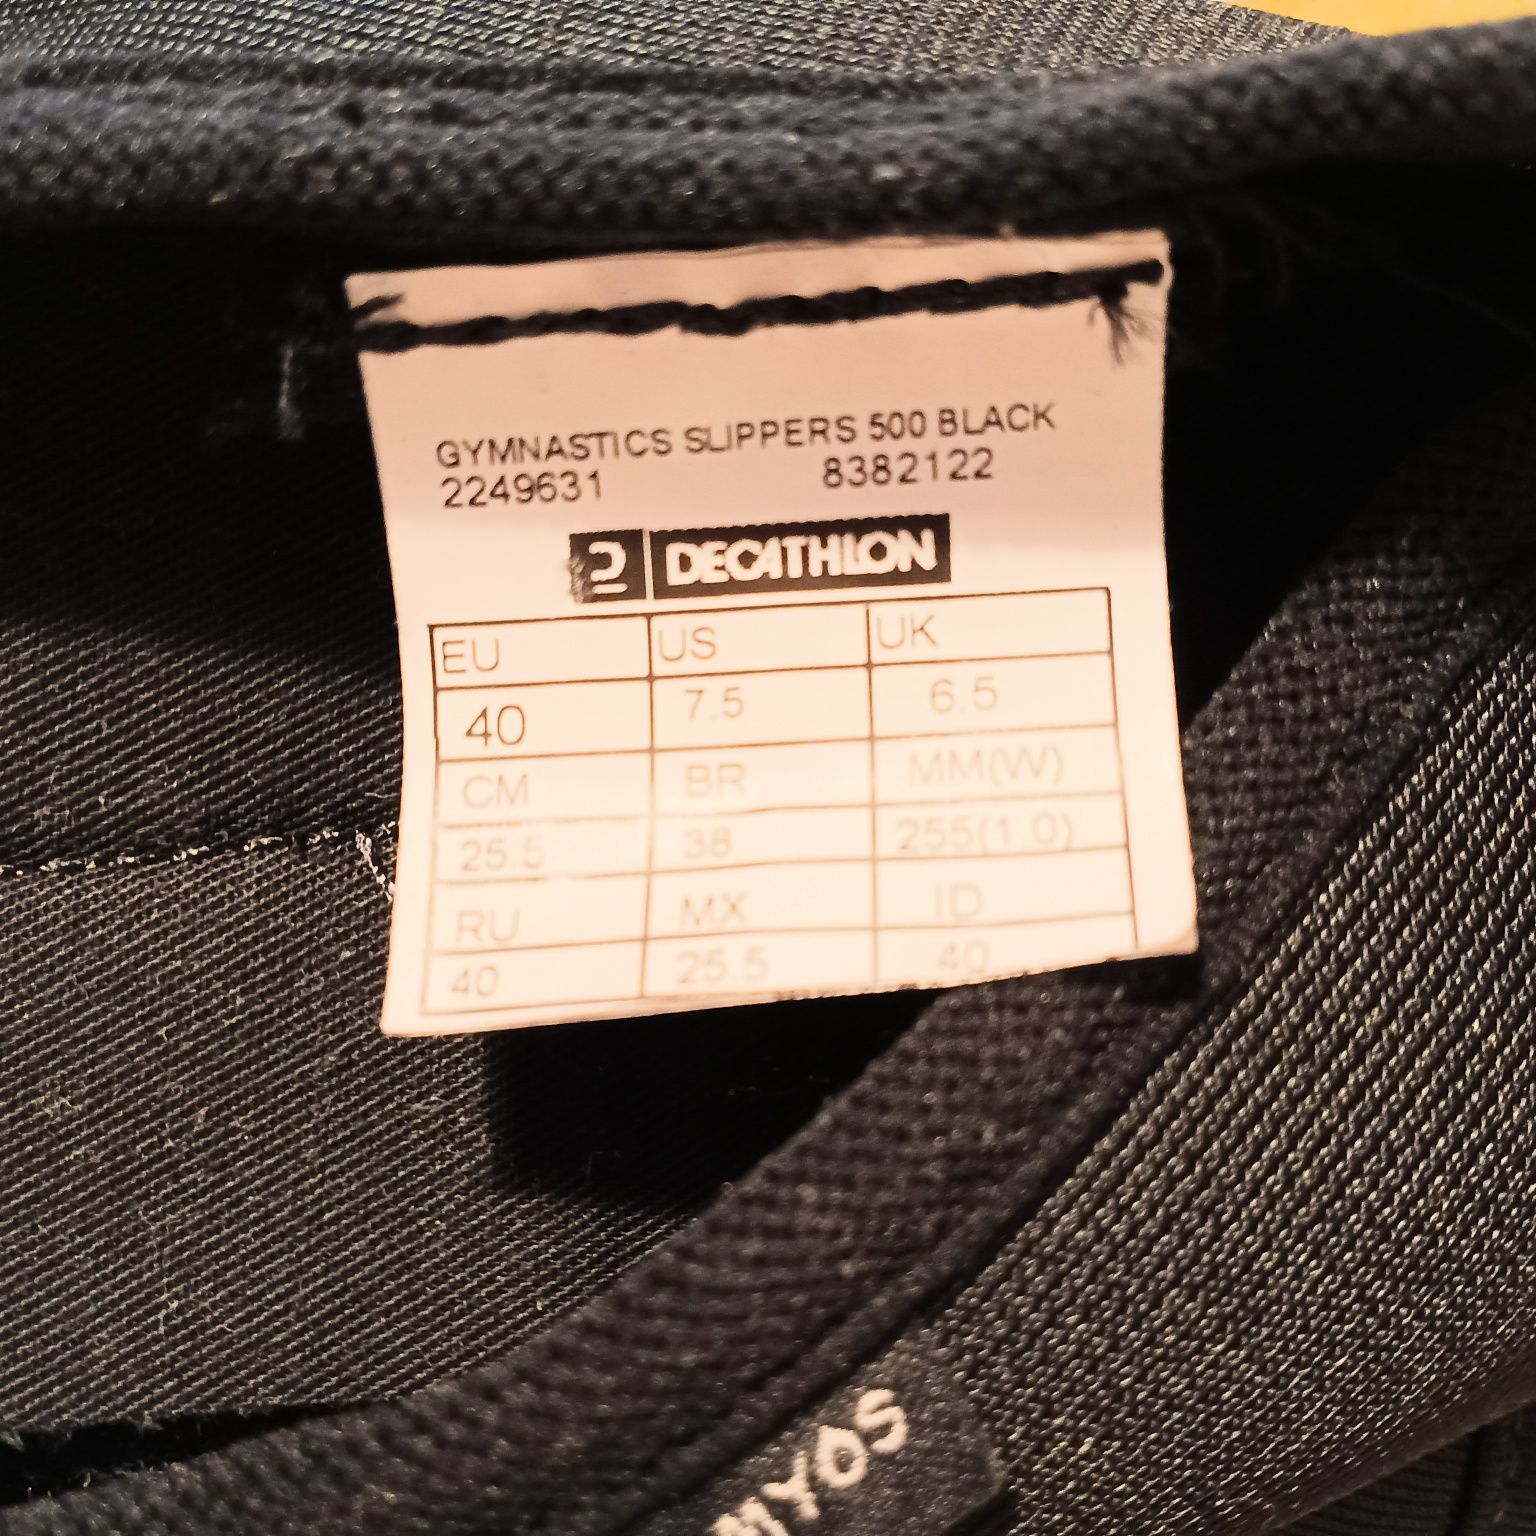 GYMNASTICS SLIPPERS 500 BLACK
2249631 8382122
DECATHLON
EU US UK
40 7.5 6.5
CM BR MM(W)
25.5 38 255(1.0)
RU MX ID
40 25.5 40